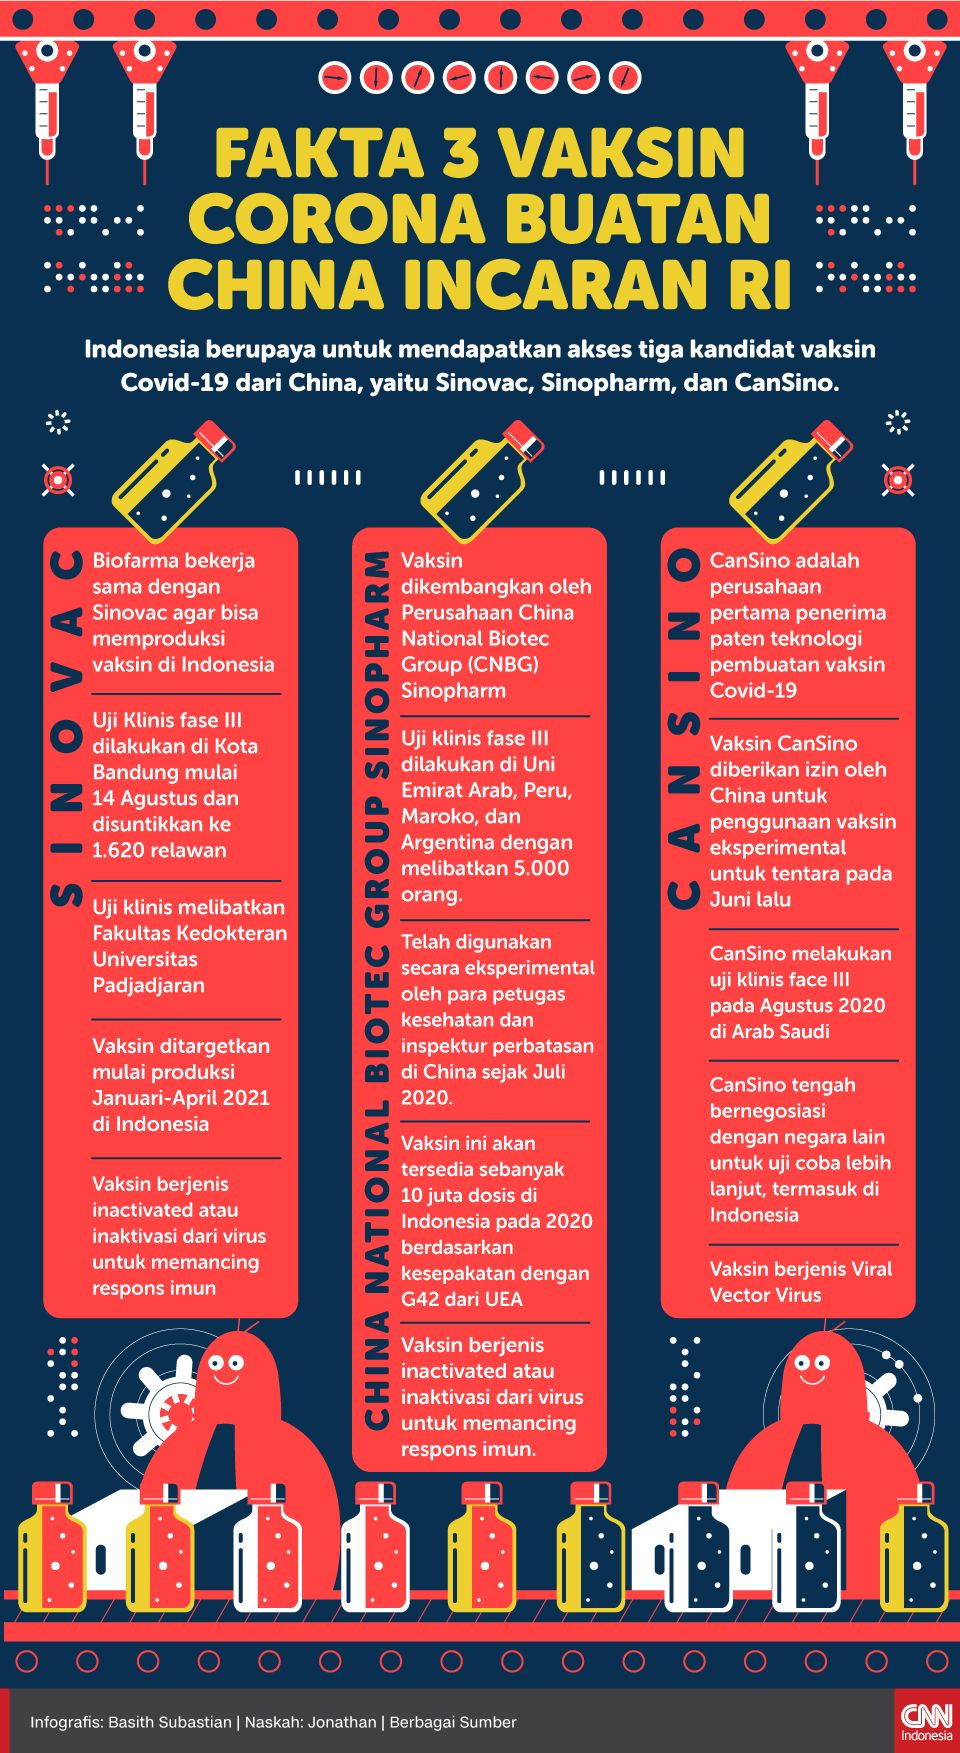 FAKTA 3 VAKSIN
CORONA BUATAN
CHINA INCARAN RI
Indonesia berupaya untuk mendapatkan akses tiga kandidat vaksin
Covid-19 dari China, yaitu Sinovac, Sinopharm, dan CanSino.
SINOVAC
Biofarma bekerja
sama dengan
Sinovac agar bisa
memproduksi
vaksin di Indonesia
Uji Klinis fase III
dilakukan di Kota
Bandung mulai
14 Agustus dan
disuntikkan ke
1.620 relawan
Uji klinis melibatkan
Fakultas Kedokteran
Universitas
Padjadjaran
Vaksin ditargetkan
mulai produksi
Januari-April 2021
di Indonesia
Vaksin berjenis
inactivated atau
inaktivasi dari virus
untuk memancing
respons imun
CHINA NATIONAL BIOTEC GROUP SINOPHARM
Vaksin
dikembangkan oleh
Perusahaan China
National Biotec
Group (CNBG)
Sinopharm
Uji klinis fase III
dilakukan di Uni
Emirat Arab, Peru,
Maroko, dan
Argentina dengan
melibatkan 5.000
orang.
Telah digunakan
secara eksperimental
oleh para petugas
kesehatan dan
inspektur perbatasan
di China sejak Juli
2020.
Vaksin ini akan
tersedia sebanyak
10 juta dosis di
Indonesia pada 2020
berdasarkan
kesepakatan dengan
G42 dari UEA
Vaksin berjenis
inactivated atau
inaktivasi dari virus
untuk memancing
respons imun.
CANSINO
CanSino adalah
perusahaan
pertama penerima
paten teknologi
pembuatan vaksin
Covid-19
Vaksin CanSino
diberikan izin oleh
China untuk
penggunaan vaksin
eksperimental
untuk tentara pada
Juni lalu
CanSino melakukan
uji klinis face III
pada Agustus 2020
di Arab Saudi
CanSino tengah
bernegosiasi
dengan negara lain
untuk uji coba lebih
lanjut, termasuk di
Indonesia
Vaksin berjenis Viral
Vector Virus
Infografis: Basith Subastian | Naskah: Jonathan | Berbagai Sumber
CNN
Indonesia